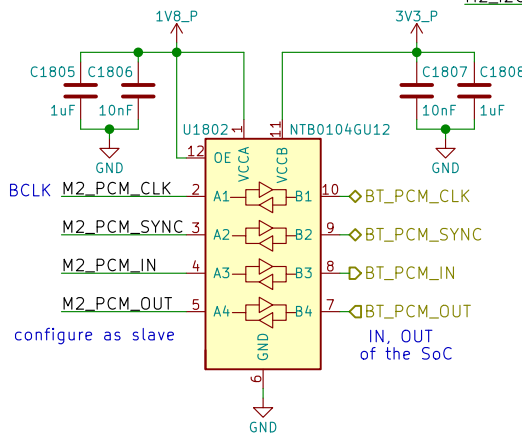 1V8_P
3V3_P
C1805
C1806
C1807
C1808
1uF
10nF
10nF
1uF
U1802
NTB0104GU12
GND
GND
1
11
VCCA
VCCB
12
OE
BCLK
M2_PCM_CLK
2
A1
B1
10
BT_PCM_CLK
M2_PCM_SYNC
3
A2
B2
9
BT_PCM_SYNC
M2_PCM_IN
4
A3
B3
8
BT_PCM_IN
M2_PCM_OUT
5
A4
B4
7
BT_PCM_OUT
configure as slave
IN, OUT
of the SoC
GND
6
GND